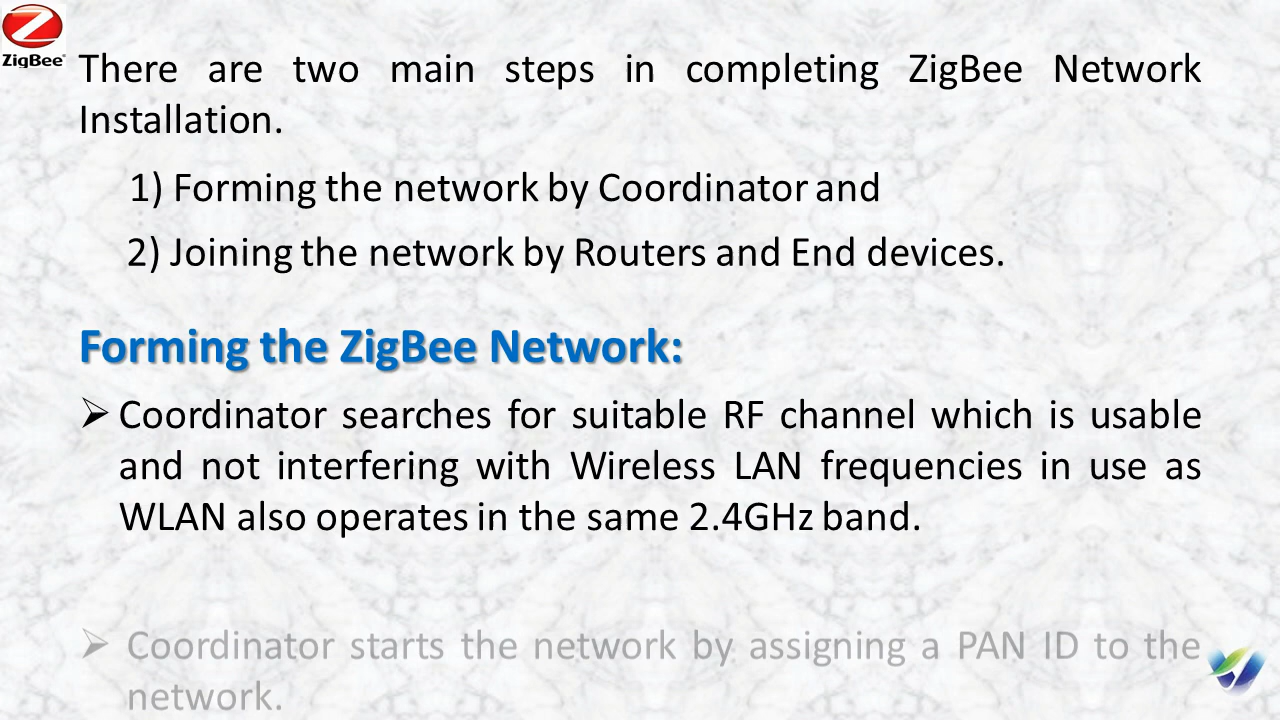 ZigBee
There are two main steps in completing ZigBee Network
Installation.
1) Forming the network by Coordinator and
2) Joining the network by Routers and End devices.
Forming the ZigBee Network:
➢ Coordinator searches for suitable RF channel which is usable
and not interfering with Wireless LAN frequencies in use as
WLAN also operates in the same 2.4GHz band.
➢ Coordinator starts the network by assigning a PAN ID to the
network.